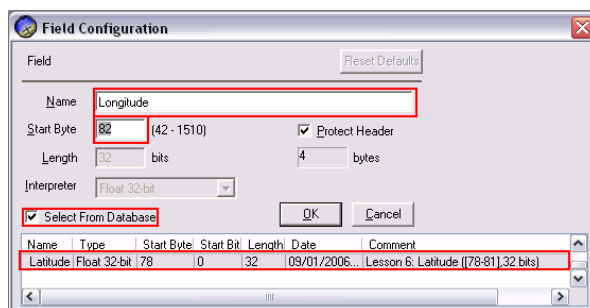 Field Configuration
Field
Reset Defaults
Name Longitude
Start Byte 82 (42 - 1510) Protect Header
Length 32 bits 4 bytes
Interpreter Float 32-bit
Select From Database OK Cancel
Name Type Start Byte Start Bit Length Date Comment
Latitude Float 32-bit 78 0 32 09/01/2006... Lesson 6: Latitude ([78-81],32 bits)